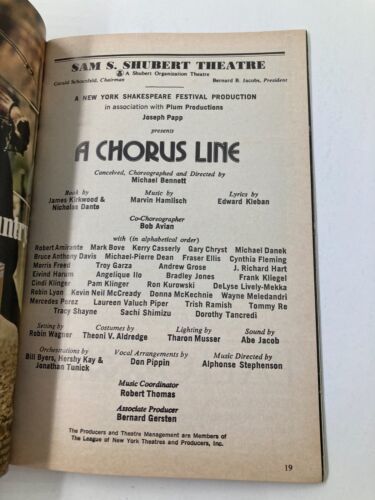 SAM S. SHUBERT THEATRE
A Shubert Organization Theatre
Gerald Schoenfeld, Chairman Bernard B. Jacobs, President
A NEW YORK SHAKESPEARE FESTIVAL PRODUCTION
in association with Plum Productions
Joseph Papp
presents
A CHORUS LINE
Conceived, Choreographed and Directed by
Michael Bennett
Book by Music by Lyrics by
James Kirkwood & Marvin Hamlisch Edward Kleban
Nicholas Dante
Co-Choreographer
Bob Avian
with (in alphabetical order)
Robert Amirante Mark Bove Kerry Casserly Gary Chryst Michael Danek
Bruce Anthony Davis Michael-Pierre Dean Fraser Ellis Cynthia Fleming
Morris Freed Troy Garza Andrew Grose J. Richard Hart
Eivind Harum Angelique Ilo Bradley Jones Frank Kliegel
Cindi Klinger Pam Klinger Ron Kurowski DeLyse Lively-Mekka
Robin Lyon Kevin Neil McCready Donna McKechnie Wayne Meledandri
Mercedes Perez Laureen Valuch Piper Trish Ramish Tommy Re
Tracy Shayne Sachi Shimizu Dorothy Tancredi
Setting by Costumes by Lighting by Sound by
Robin Wagner Theoni V. Aldredge Tharon Musser Abe Jacob
Orchestrations by Vocal Arrangements by Music Directed by
Bill Byers, Hershy Kay & Don Pippin Alphonse Stephenson
Jonathan Tunick
Music Coordinator
Robert Thomas
Associate Producer
Bernard Gersten
The Producers and Theatre Management are Members of
The League of New York Theatres and Producers, Inc.
19